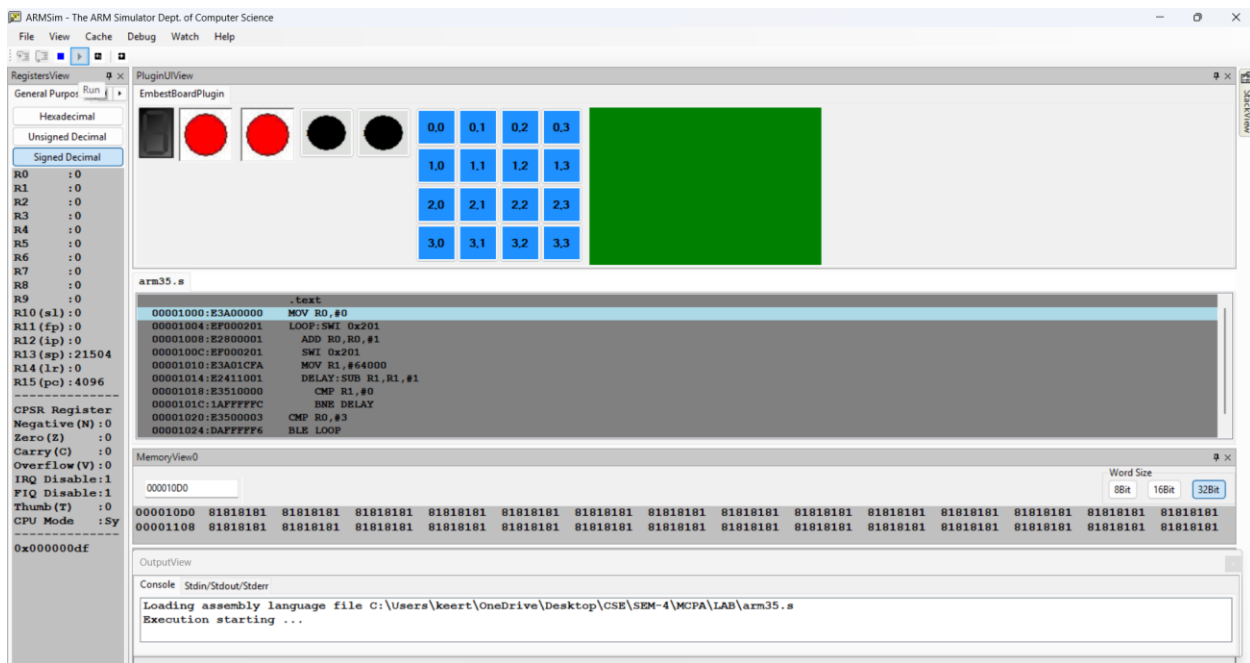 ARMSim - The ARM Simulator Dept. of Computer Science
File View Cache Debug Watch Help
RegistersView
General Purpos
Run
Hexadecimal
Unsigned Decimal
Signed Decimal
R0 :0
R1 :0
R2 :0
R3 :0
R4 :0
R5 :0
R6 :0
R7 :0
R8 :0
R9 :0
R10(sl):0
R11(fp):0
R12(ip):0
R13(sp):21504
R14(lr):0
R15(pc):4096
CPSR Register
Negative(N):0
Zero(Z) :0
Carry(C) :0
Overflow(V):0
IRQ Disable:1
FIQ Disable:1
Thumb(T) :0
CPU Mode :Sy
0x000000df
PluginUIView
EmbestBoardPlugin
0,0 0,1 0,2 0,3
1,0 1,1 1,2 1,3
2,0 2,1 2,2 2,3
3,0 3,1 3,2 3,3
StackView
arm35.s
.text
00001000:E3A00000 MOV R0,#0
00001004:EF000201 LOOP:SWI 0x201
00001008:E2800001 ADD R0,R0,#1
0000100C:EF000201 SWI 0x201
00001010:E3A01CFA MOV R1,#64000
00001014:E2411001 DELAY:SUB R1,R1,#1
00001018:E3510000 CMP R1,#0
0000101C:1AFFFFFC BNE DELAY
00001020:E3500003 CMP R0,#3
00001024:DAFFFFF6 BLE LOOP
MemoryView0
000010D0
Word Size
8Bit 16Bit 32Bit
000010D0 81818181 81818181 81818181 81818181 81818181 81818181 81818181 81818181 81818181 81818181 81818181 81818181 81818181 81818181
00001108 81818181 81818181 81818181 81818181 81818181 81818181 81818181 81818181 81818181 81818181 81818181 81818181 81818181 81818181
OutputView
Console Stdin/Stdout/Stderr
Loading assembly language file C:\Users\keert\OneDrive\Desktop\CSE\SEM-4\MCPA\LAB\arm35.s
Execution starting ...